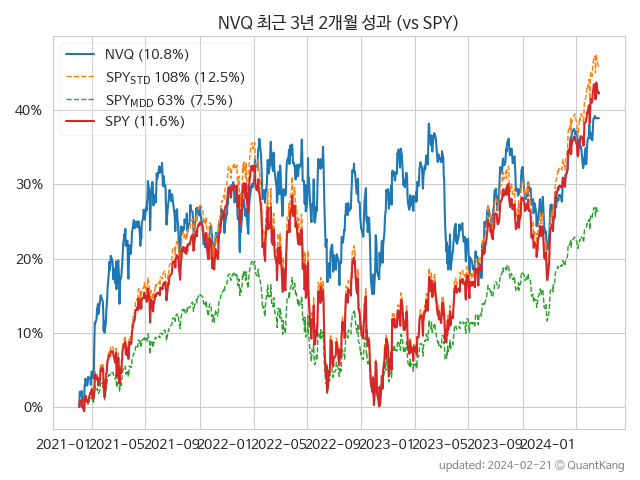 NVQ 최근 3년 2개월 성과 (vs SPY)
NVQ (10.8%)
SPY_STD 108% (12.5%)
SPY_MDD 63% (7.5%)
SPY (11.6%)
40%
30%
20%
10%
0%
2021-01 2021-05 2021-09 2022-01 2022-05 2022-09 2023-01 2023-05 2023-09 2024-01
updated: 2024-02-21 © QuantKang